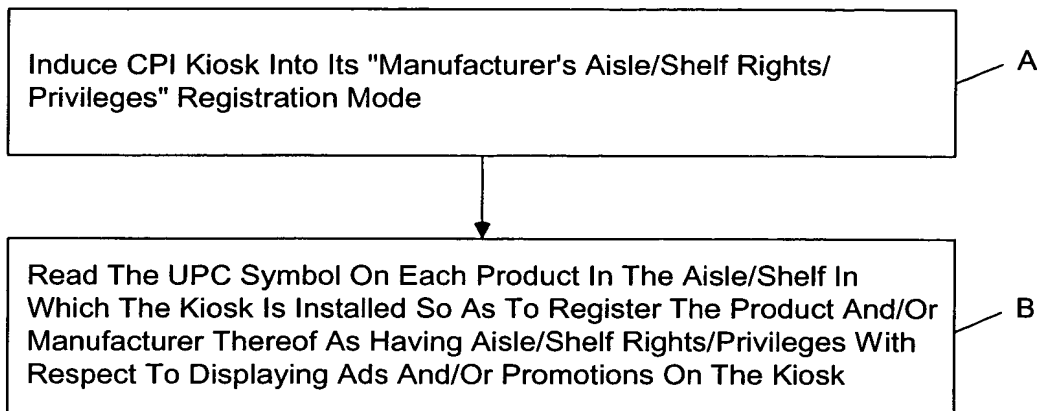 Induce CPI Kiosk Into Its "Manufacturer's Aisle/Shelf Rights/
Privileges" Registration Mode
A
Read The UPC Symbol On Each Product In The Aisle/Shelf In
Which The Kiosk Is Installed So As To Register The Product And/Or
Manufacturer Thereof As Having Aisle/Shelf Rights/Privileges With
Respect To Displaying Ads And/Or Promotions On The Kiosk
B